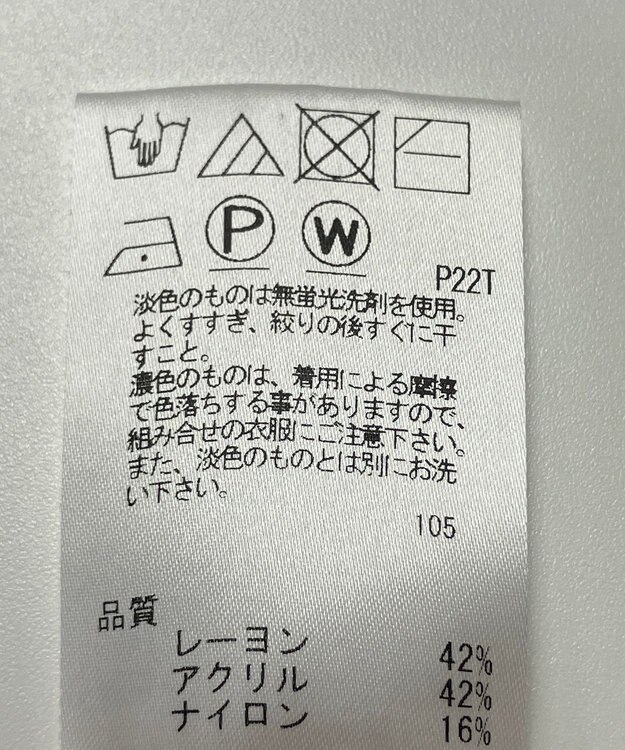 P W
P22T
淡色のものは無蛍光洗剤を使用。
よくすすぎ、絞りの後すぐに干
すこと。
濃色のものは、着用による摩擦
で色落ちする事がありますので、
組み合せの衣服にご注意下さい。
また、淡色のものとは別にお洗
い下さい。
105
品質
レーヨン 42%
アクリル 42%
ナイロン 16%